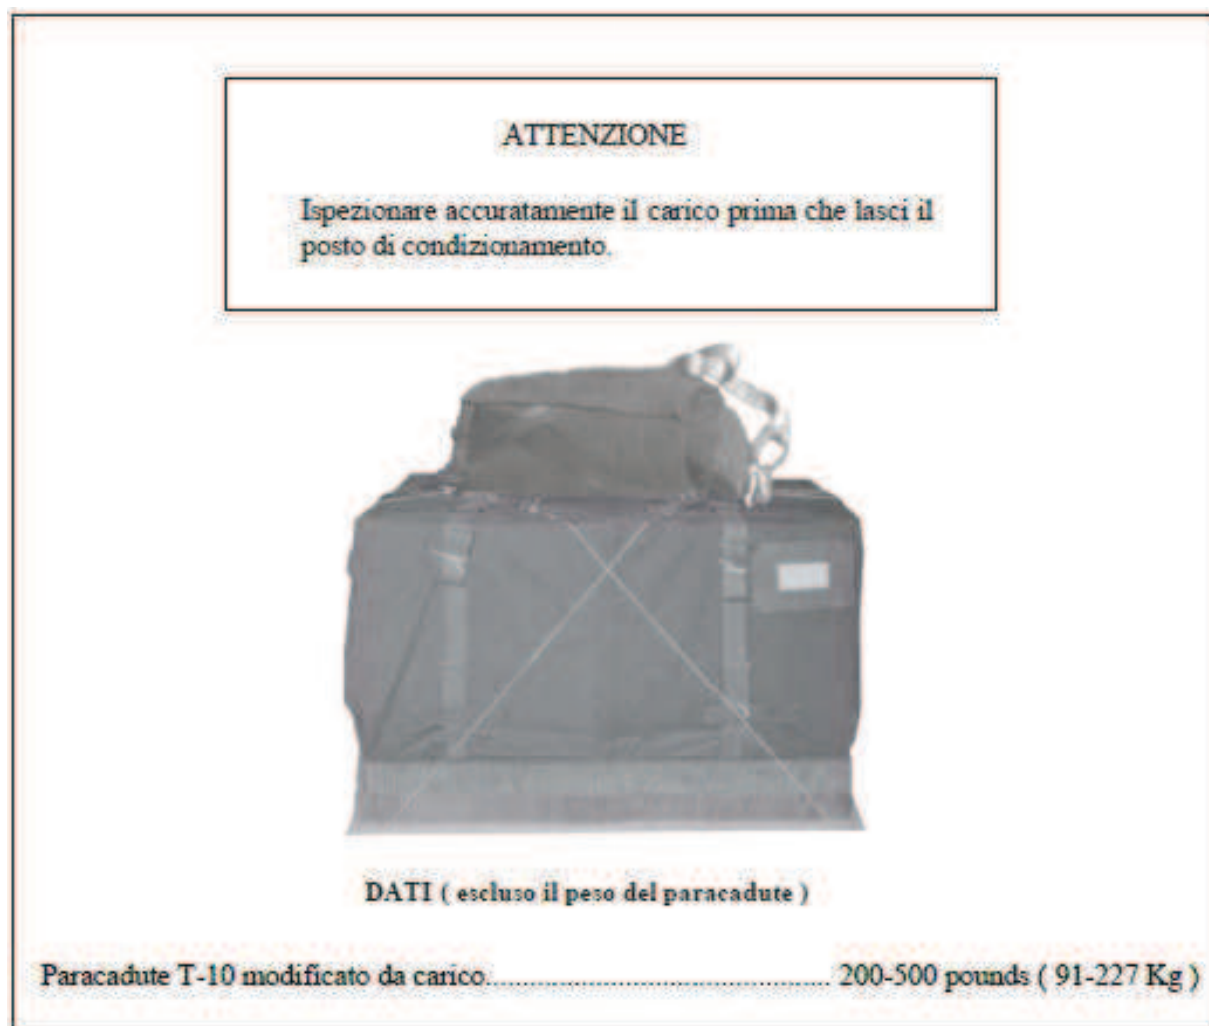 ATTENZIONE
Ispezionare accuratamente il carico prima che lasci il
posto di condizionamento.
DATI ( escluso il peso del paracadute )
Paracadute T-10 modificato da carico............................................... 200-500 pounds ( 91-227 Kg )